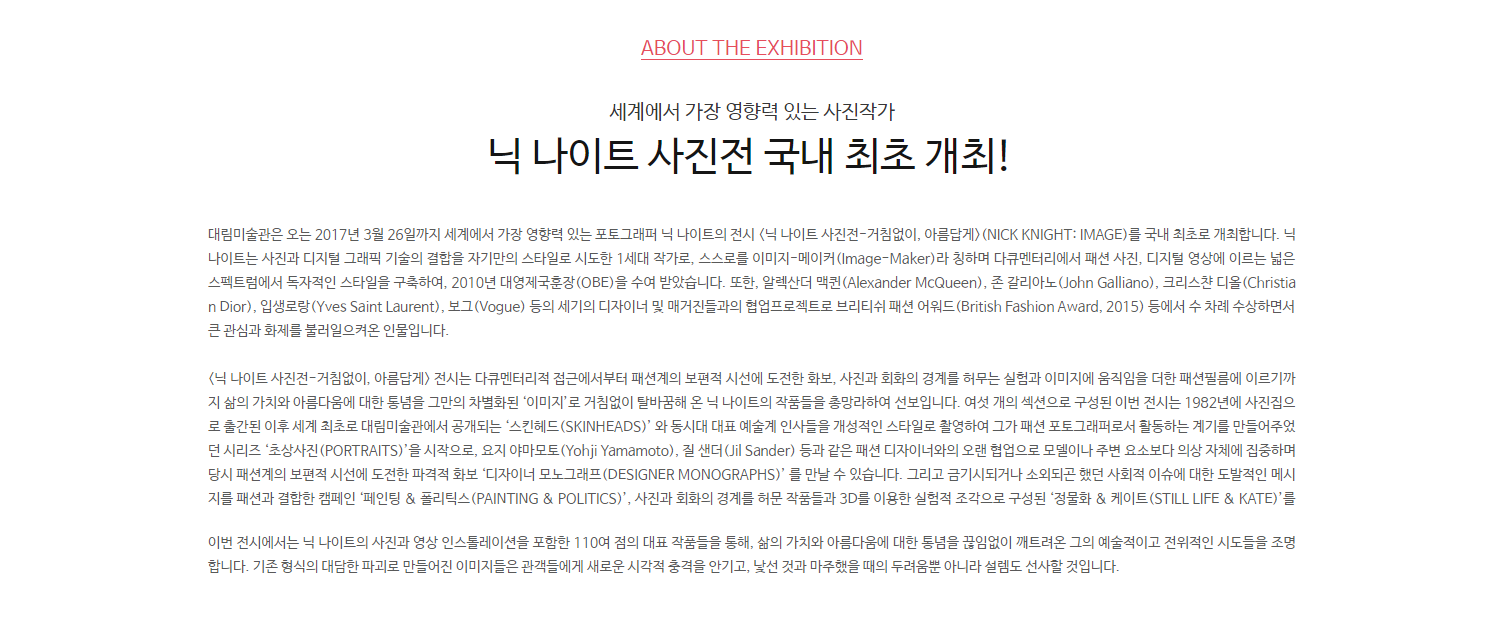 ABOUT THE EXHIBITION
세계에서 가장 영향력 있는 사진작가
닉 나이트 사진전 국내 최초 개최!
대림미술관은 오는 2017년 3월 26일까지 세계에서 가장 영향력 있는 포토그래퍼 닉 나이트의 전시 〈닉 나이트 사진전-거침없이, 아름답게〉(NICK KNIGHT: IMAGE)를 국내 최초로 개최합니다. 닉
나이트는 사진과 디지털 그래픽 기술의 결합을 자기만의 스타일로 시도한 1세대 작가로, 스스로를 이미지-메이커(Image-Maker)라 칭하며 다큐멘터리에서 패션 사진, 디지털 영상에 이르는 넓은
스펙트럼에서 독자적인 스타일을 구축하여, 2010년 대영제국훈장(OBE)을 수여 받았습니다. 또한, 알렉산더 맥퀸(Alexander McQueen), 존 갈리아노(John Galliano), 크리스챤 디올(Christia
n Dior), 입생로랑(Yves Saint Laurent), 보그(Vogue) 등의 세기의 디자이너 및 매거진들과의 협업프로젝트로 브리티쉬 패션 어워드(British Fashion Award, 2015) 등에서 수 차례 수상하면서
큰 관심과 화제를 불러일으켜온 인물입니다.
〈닉 나이트 사진전-거침없이, 아름답게〉 전시는 다큐멘터리적 접근에서부터 패션계의 보편적 시선에 도전한 화보, 사진과 회화의 경계를 허무는 실험과 이미지에 움직임을 더한 패션필름에 이르기까
지 삶의 가치와 아름다움에 대한 통념을 그만의 차별화된 ‘이미지’로 거침없이 탈바꿈해 온 닉 나이트의 작품들을 총망라하여 선보입니다. 여섯 개의 섹션으로 구성된 이번 전시는 1982년에 사진집으
로 출간된 이후 세계 최초로 대림미술관에서 공개되는 ‘스킨헤드(SKINHEADS)’ 와 동시대 대표 예술계 인사들을 개성적인 스타일로 촬영하여 그가 패션 포토그래퍼로서 활동하는 계기를 만들어주었
던 시리즈 ‘초상사진(PORTRAITS)’을 시작으로, 요지 야마모토(Yohji Yamamoto), 질 샌더(Jil Sander) 등과 같은 패션 디자이너와의 오랜 협업으로 모델이나 주변 요소보다 의상 자체에 집중하며
당시 패션계의 보편적 시선에 도전한 파격적 화보 ‘디자이너 모노그래프(DESIGNER MONOGRAPHS)’ 를 만날 수 있습니다. 그리고 금기시되거나 소외되곤 했던 사회적 이슈에 대한 도발적인 메시
지를 패션과 결합한 캠페인 ‘페인팅 & 폴리틱스(PAINTING & POLITICS)’, 사진과 회화의 경계를 허문 작품들과 3D를 이용한 실험적 조각으로 구성된 ‘정물화 & 케이트(STILL LIFE & KATE)’를
이번 전시에서는 닉 나이트의 사진과 영상 인스톨레이션을 포함한 110여 점의 대표 작품들을 통해, 삶의 가치와 아름다움에 대한 통념을 끊임없이 깨트려온 그의 예술적이고 전위적인 시도들을 조명
합니다. 기존 형식의 대담한 파괴로 만들어진 이미지들은 관객들에게 새로운 시각적 충격을 안기고, 낯선 것과 마주했을 때의 두려움뿐 아니라 설렘도 선사할 것입니다.